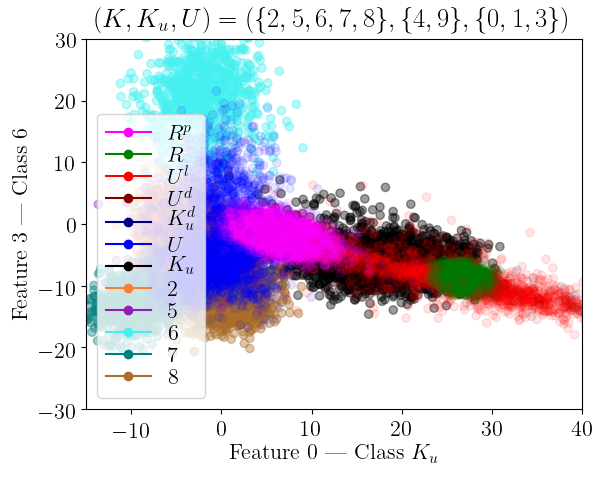 (K, K_u, U) = ({2, 5, 6, 7, 8}, {4, 9}, {0, 1, 3})
Feature 3 — Class 6
30
20
10
0
−10
−20
−30
R^p
R
U^l
U^d
K_u^d
U
K_u
2
5
6
7
8
−10 0 10 20 30 40
Feature 0 — Class K_u